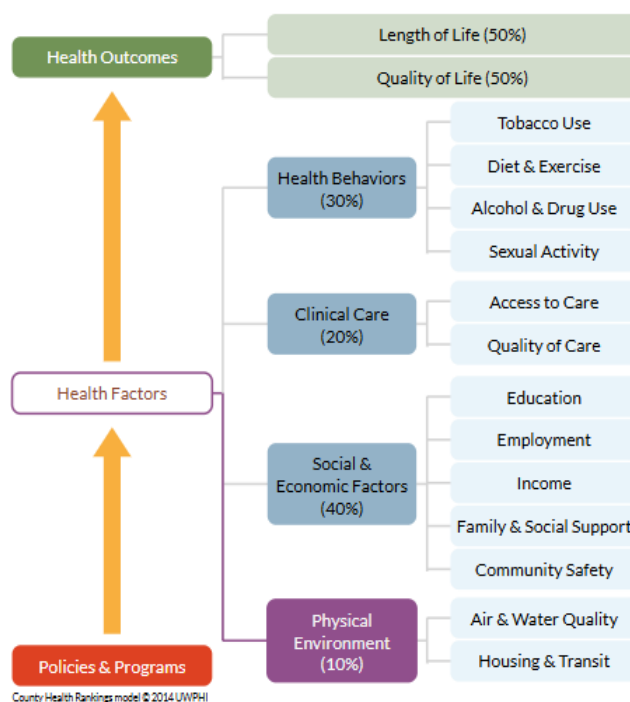 Health Outcomes
Length of Life (50%)
Quality of Life (50%)
Health Behaviors
(30%)
Tobacco Use
Diet & Exercise
Alcohol & Drug Use
Sexual Activity
Clinical Care
(20%)
Access to Care
Quality of Care
Health Factors
Social &
Economic Factors
(40%)
Education
Employment
Income
Family & Social Support
Community Safety
Physical
Environment
(10%)
Air & Water Quality
Housing & Transit
Policies & Programs
County Health Rankings model © 2014 UWPHI